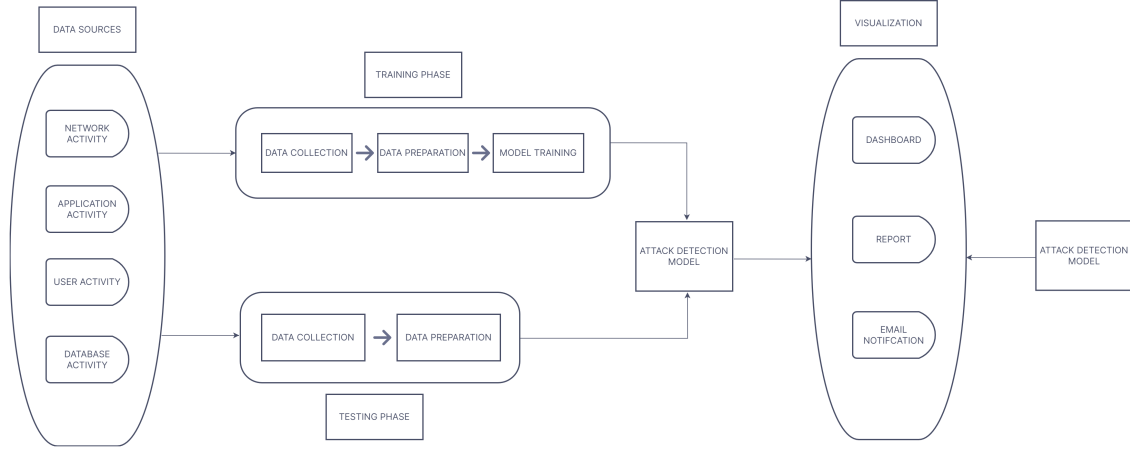 DATA SOURCES
NETWORK
ACTIVITY
APPLICATION
ACTIVITY
USER ACTIVITY
DATABASE
ACTIVITY
TRAINING PHASE
DATA COLLECTION
DATA PREPARATION
MODEL TRAINING
DATA COLLECTION
DATA PREPARATION
TESTING PHASE
ATTACK DETECTION
MODEL
VISUALIZATION
DASHBOARD
REPORT
EMAIL
NOTIFCATION
ATTACK DETECTION
MODEL